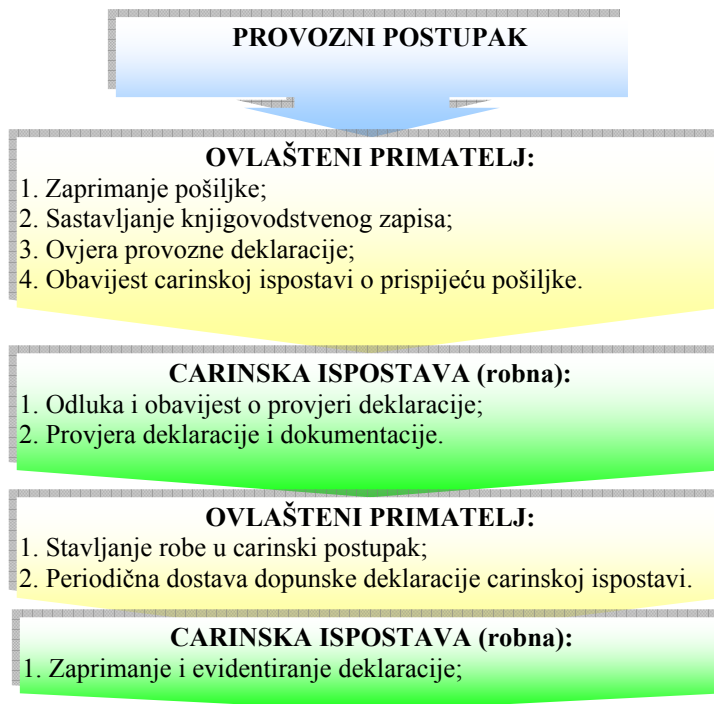 PROVOZNI POSTUPAK
OVLAŠTENI PRIMATELJ:
1. Zaprimanje pošiljke;
2. Sastavljanje knjigovodstvenog zapisa;
3. Ovjera provozne deklaracije;
4. Obavijest carinskoj ispostavi o prispijeću pošiljke.
CARINSKA ISPOSTAVA (robna):
1. Odluka i obavijest o provjeri deklaracije;
2. Provjera deklaracije i dokumentacije.
OVLAŠTENI PRIMATELJ:
1. Stavljanje robe u carinski postupak;
2. Periodična dostava dopunske deklaracije carinskoj ispostavi.
CARINSKA ISPOSTAVA (robna):
1. Zaprimanje i evidentiranje deklaracije;